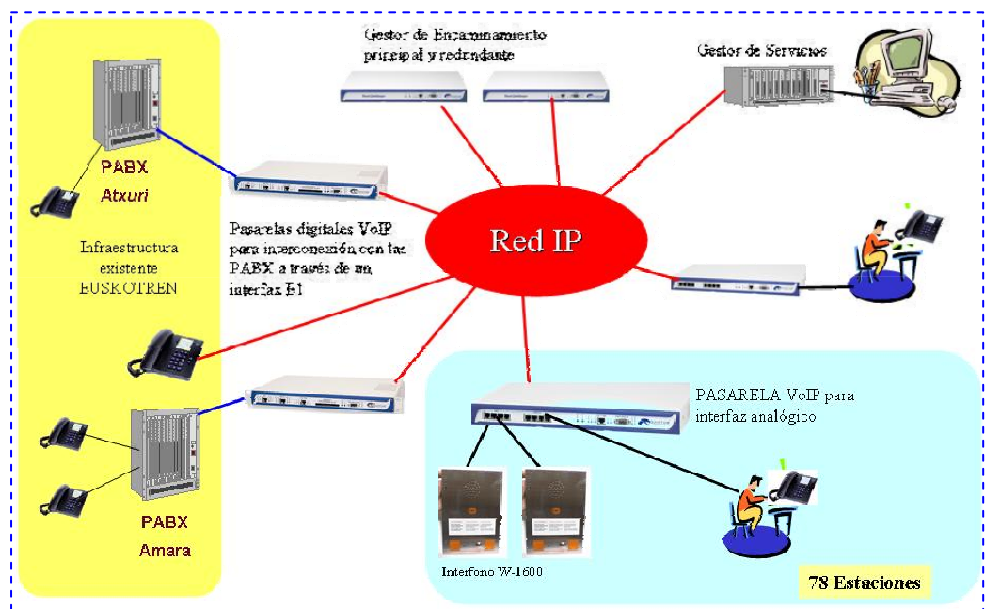 Gestor de Encaminamiento
principal y redundante
Gestor de Servicios
PABX
Atxuri
Infraestructura
existente
EUSKOTREN
Pasarelas digitales VoIP
para interconexión con las
PABX a través de un
interfaz E1
Red IP
PABX
Amara
PASARELA VoIP para
interfaz analógico
Interfono W-1600
78 Estaciones